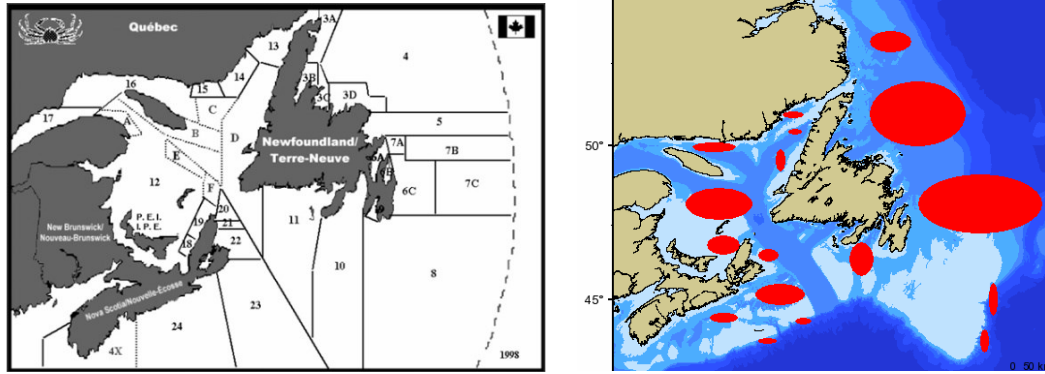 Québec
3A
13
4
14
3B
16
15
3C
3D
C
17
A
5
B
D
Newfoundland/
Terre-Neuve
7A
7B
E
6B
12
6C
7C
F
P. E. I.
I. P. E.
20
11
19
21
New Brunswick/
Nouveau-Brunswick
18
22
10
8
Nova Scotia/Nouvelle-Écosse
23
24
4X
1998
50°
45°
0 50 k